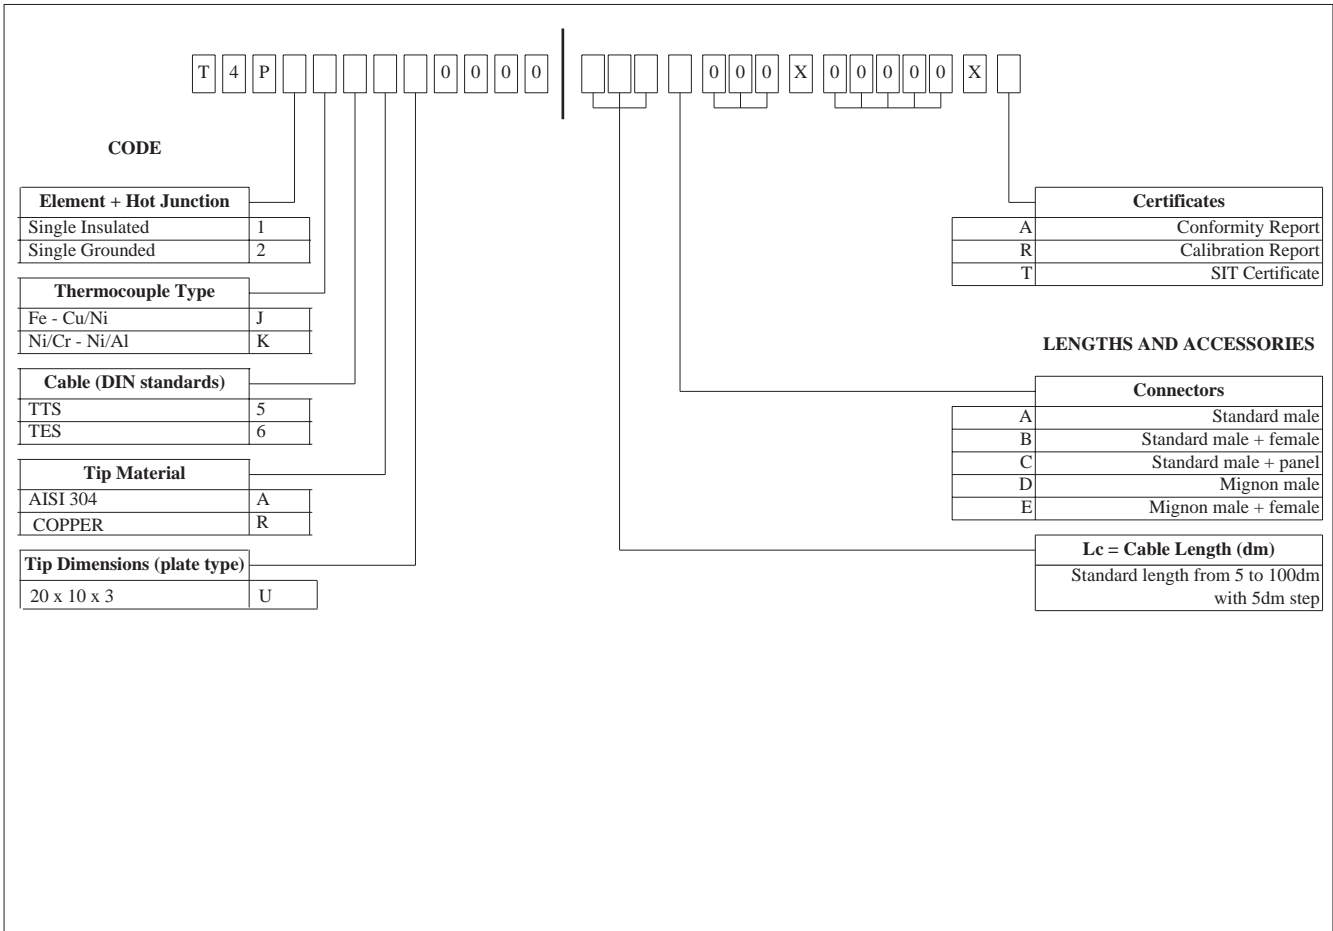 T 4 P 0 0 0 0 0 0 0 X 0 0 0 0 0 X
CODE
Element + Hot Junction
Single Insulated 1
Single Grounded 2
Thermocouple Type
Fe - Cu/Ni J
Ni/Cr - Ni/Al K
Cable (DIN standards)
TTS 5
TES 6
Tip Material
AISI 304 A
COPPER R
Tip Dimensions (plate type)
20 x 10 x 3 U
Certificates
A Conformity Report
R Calibration Report
T SIT Certificate
LENGTHS AND ACCESSORIES
Connectors
A Standard male
B Standard male + female
C Standard male + panel
D Mignon male
E Mignon male + female
Lc = Cable Length (dm)
Standard length from 5 to 100dm
with 5dm step